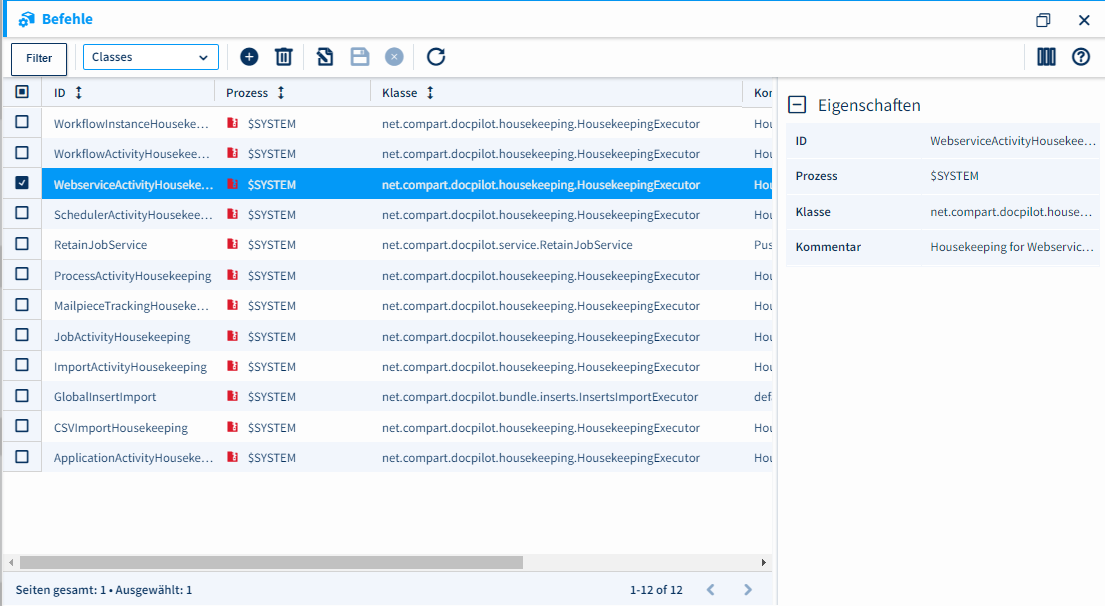 Befehle
Filter
Classes
ID Prozess Klasse Kor
WorkflowInstanceHouseke... $SYSTEM net.compart.docpilot.housekeeping.HousekeepingExecutor Hou
WorkflowActivityHousekee... $SYSTEM net.compart.docpilot.housekeeping.HousekeepingExecutor Hou
WebserviceActivityHouseke... $SYSTEM net.compart.docpilot.housekeeping.HousekeepingExecutor Hou
SchedulerActivityHousekee... $SYSTEM net.compart.docpilot.housekeeping.HousekeepingExecutor Hou
RetainJobService $SYSTEM net.compart.docpilot.service.RetainJobService Pus
ProcessActivityHousekeeping $SYSTEM net.compart.docpilot.housekeeping.HousekeepingExecutor Hou
MailpieceTrackingHouseke... $SYSTEM net.compart.docpilot.housekeeping.HousekeepingExecutor Hou
JobActivityHousekeeping $SYSTEM net.compart.docpilot.housekeeping.HousekeepingExecutor Hou
ImportActivityHousekeeping $SYSTEM net.compart.docpilot.housekeeping.HousekeepingExecutor Hou
GlobalInsertImport $SYSTEM net.compart.docpilot.bundle.inserts.InsertsImportExecutor def
CSVImportHousekeeping $SYSTEM net.compart.docpilot.housekeeping.HousekeepingExecutor Hou
ApplicationActivityHouseke... $SYSTEM net.compart.docpilot.housekeeping.HousekeepingExecutor Hou
Seiten gesamt: 1 • Ausgewählt: 1 1-12 of 12
Eigenschaften
ID WebserviceActivityHousekee...
Prozess $SYSTEM
Klasse net.compart.docpilot.house...
Kommentar Housekeeping for Webservic...